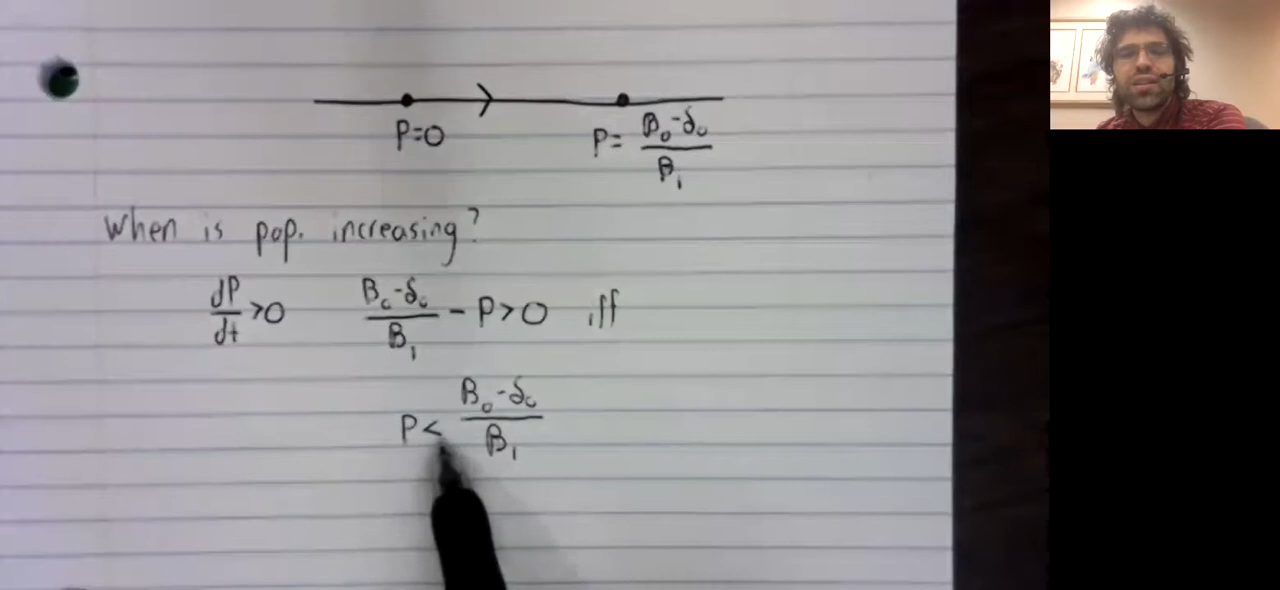 P=0
P= β₀-δ₀ / β₁
When is pop. increasing?
dP/dt >0 β₀-δ₀ / β₁ - P>0 iff
P< β₀-δ₀ / β₁